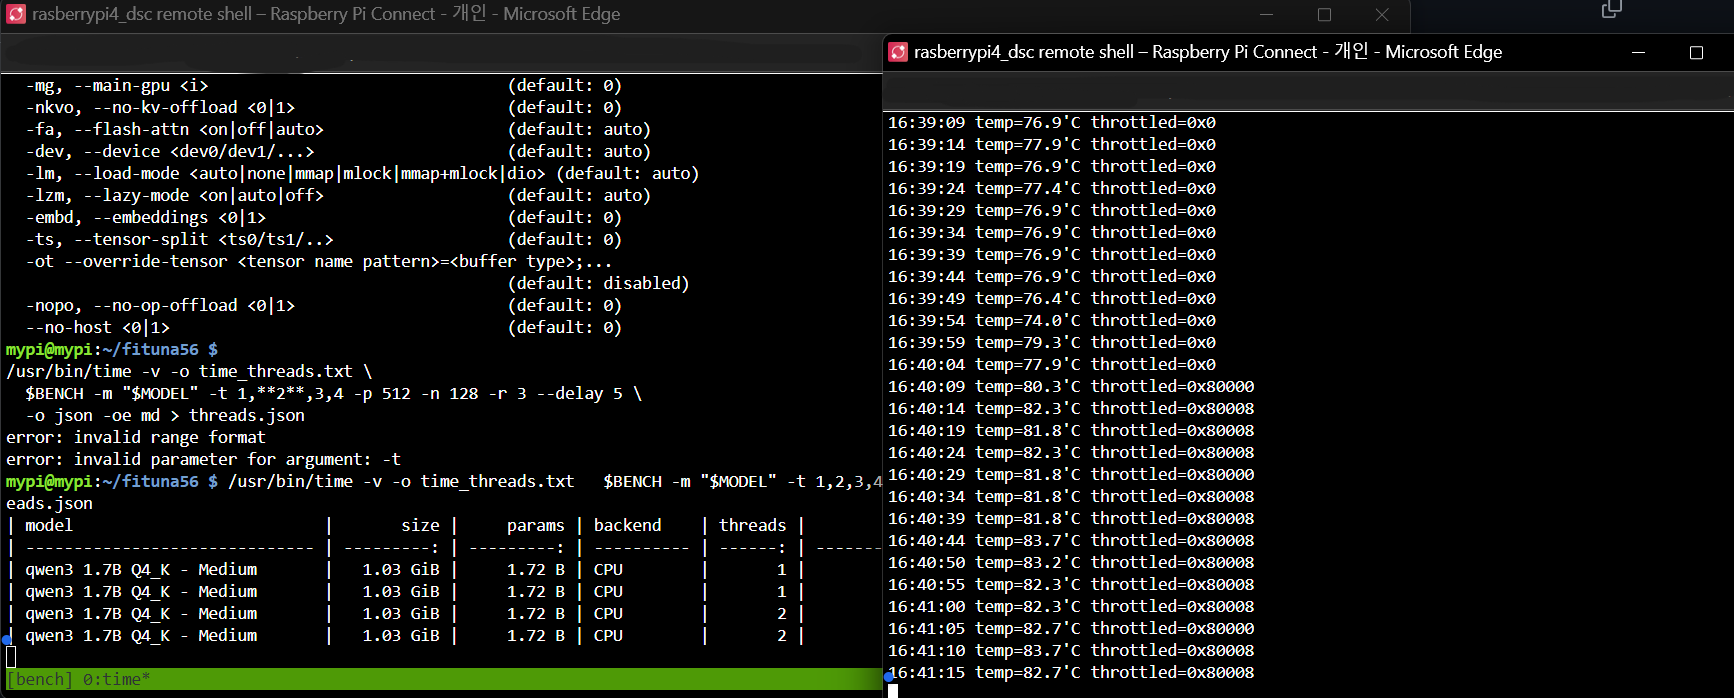 rasberrypi4_dsc remote shell – Raspberry Pi Connect - 개인 - Microsoft Edge
-mg, --main-gpu <i> (default: 0)
-nkvo, --no-kv-offload <0|1> (default: 0)
-fa, --flash-attn <on|off|auto> (default: auto)
-dev, --device <dev0/dev1/...> (default: auto)
-lm, --load-mode <auto|none|mmap|mlock|mmap+mlock|dio> (default: auto)
-lzm, --lazy-mode <on|auto|off> (default: auto)
-embd, --embeddings <0|1> (default: 0)
-ts, --tensor-split <ts0/ts1/..> (default: 0)
-ot --override-tensor <tensor name pattern>=<buffer type>;...
(default: disabled)
-nopo, --no-op-offload <0|1> (default: 0)
--no-host <0|1> (default: 0)
mypi@mypi:~/fituna56 $
/usr/bin/time -v -o time_threads.txt \
$BENCH -m "$MODEL" -t 1,**2**,3,4 -p 512 -n 128 -r 3 --delay 5 \
-o json -oe md > threads.json
error: invalid range format
error: invalid parameter for argument: -t
mypi@mypi:~/fituna56 $ /usr/bin/time -v -o time_threads.txt   $BENCH -m "$MODEL" -t 1,2,3,4
eads.json
| model                          |       size |     params | backend    | threads |
| ------------------------------ | ---------: | ---------: | ---------- | ------: | -------
| qwen3 1.7B Q4_K - Medium       |   1.03 GiB |     1.72 B | CPU        |       1 |
| qwen3 1.7B Q4_K - Medium       |   1.03 GiB |     1.72 B | CPU        |       1 |
| qwen3 1.7B Q4_K - Medium       |   1.03 GiB |     1.72 B | CPU        |       2 |
| qwen3 1.7B Q4_K - Medium       |   1.03 GiB |     1.72 B | CPU        |       2 |
[bench] 0:time*
rasberrypi4_dsc remote shell – Raspberry Pi Connect - 개인 - Microsoft Edge
16:39:09 temp=76.9'C throttled=0x0
16:39:14 temp=77.9'C throttled=0x0
16:39:19 temp=76.9'C throttled=0x0
16:39:24 temp=77.4'C throttled=0x0
16:39:29 temp=76.9'C throttled=0x0
16:39:34 temp=76.9'C throttled=0x0
16:39:39 temp=76.9'C throttled=0x0
16:39:44 temp=76.9'C throttled=0x0
16:39:49 temp=76.4'C throttled=0x0
16:39:54 temp=74.0'C throttled=0x0
16:39:59 temp=79.3'C throttled=0x0
16:40:04 temp=77.9'C throttled=0x0
16:40:09 temp=80.3'C throttled=0x80000
16:40:14 temp=82.3'C throttled=0x80008
16:40:19 temp=81.8'C throttled=0x80008
16:40:24 temp=82.3'C throttled=0x80008
16:40:29 temp=81.8'C throttled=0x80000
16:40:34 temp=81.8'C throttled=0x80008
16:40:39 temp=81.8'C throttled=0x80008
16:40:44 temp=83.7'C throttled=0x80008
16:40:50 temp=83.2'C throttled=0x80008
16:40:55 temp=82.3'C throttled=0x80008
16:41:00 temp=82.3'C throttled=0x80008
16:41:05 temp=82.7'C throttled=0x80000
16:41:10 temp=83.7'C throttled=0x80008
16:41:15 temp=82.7'C throttled=0x80008